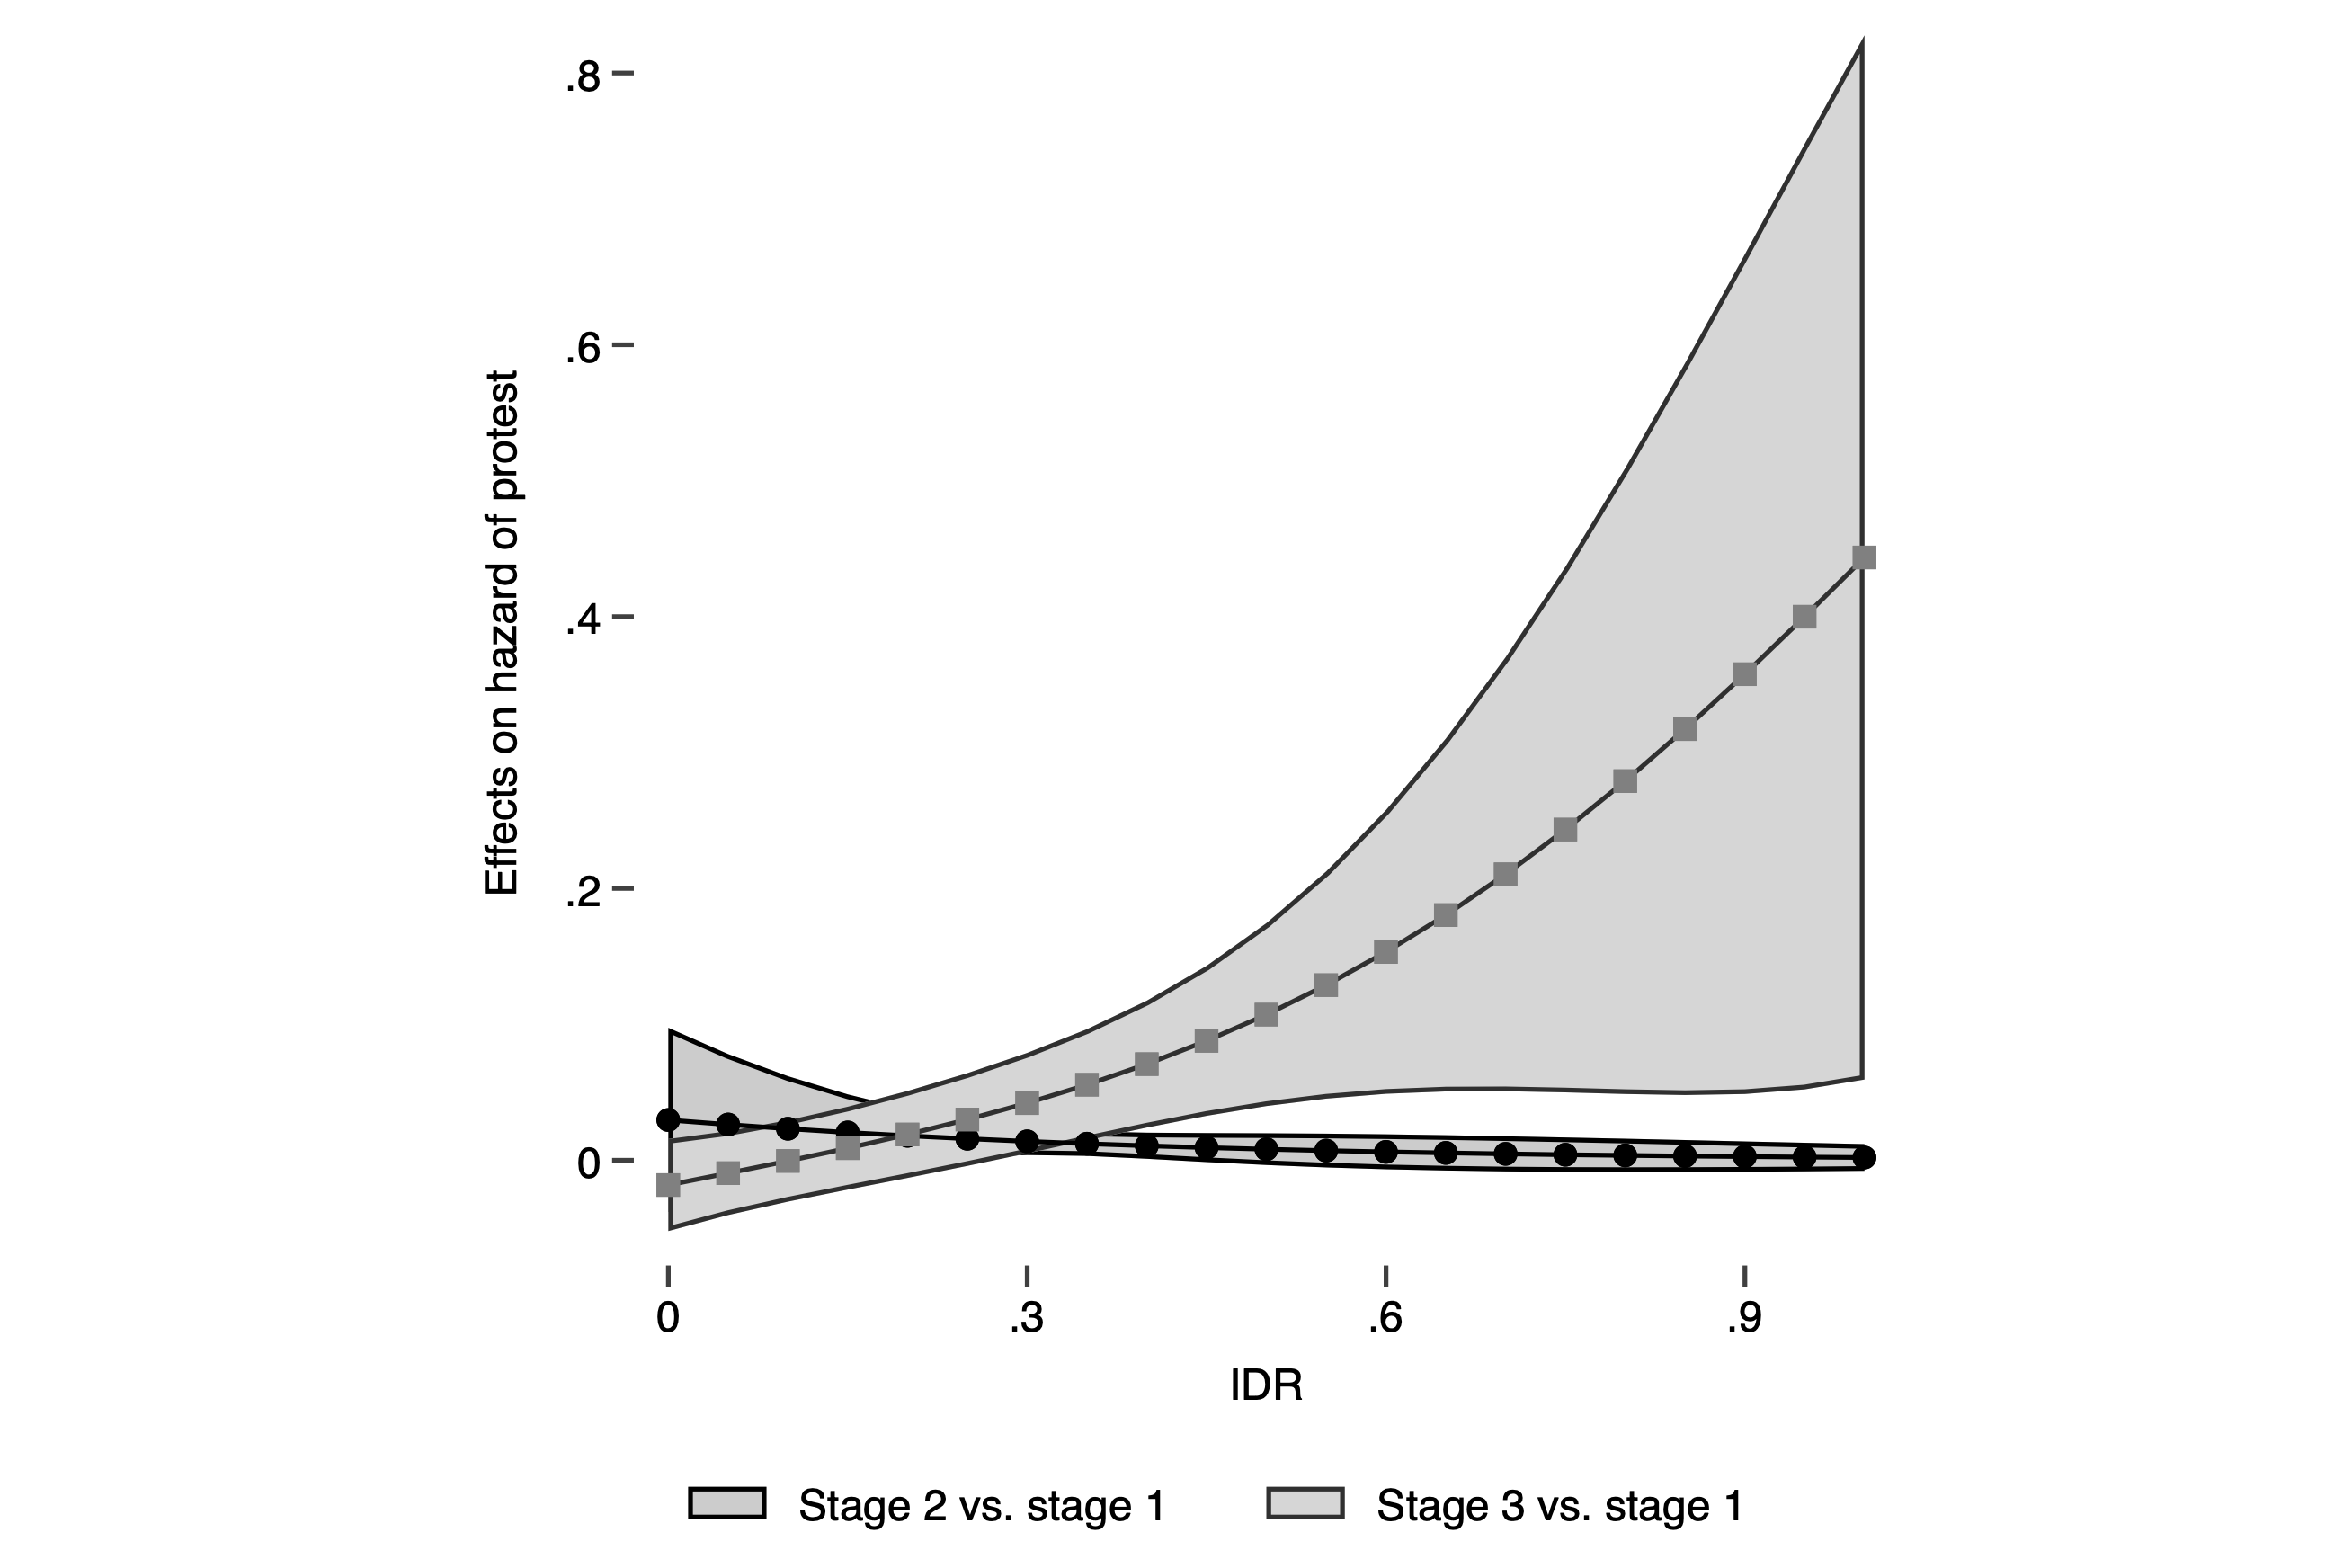 .8
.6
.4
.2
0
Effects on hazard of protest
0 .3 .6 .9
IDR
Stage 2 vs. stage 1 Stage 3 vs. stage 1